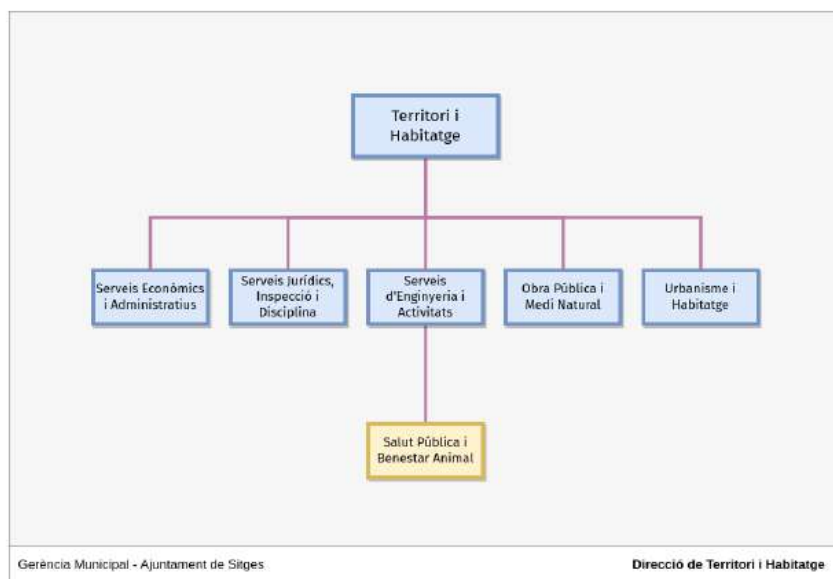 Territori i
Habitatge
Serveis Econòmics
i Administratius
Serveis Jurídics,
Inspecció i
Disciplina
Serveis
d'Enginyeria i
Activitats
Obra Pública i
Medi Natural
Urbanisme i
Habitatge
Salut Pública i
Benestar Animal
Gerència Municipal - Ajuntament de Sitges
Direcció de Territori i Habitatge